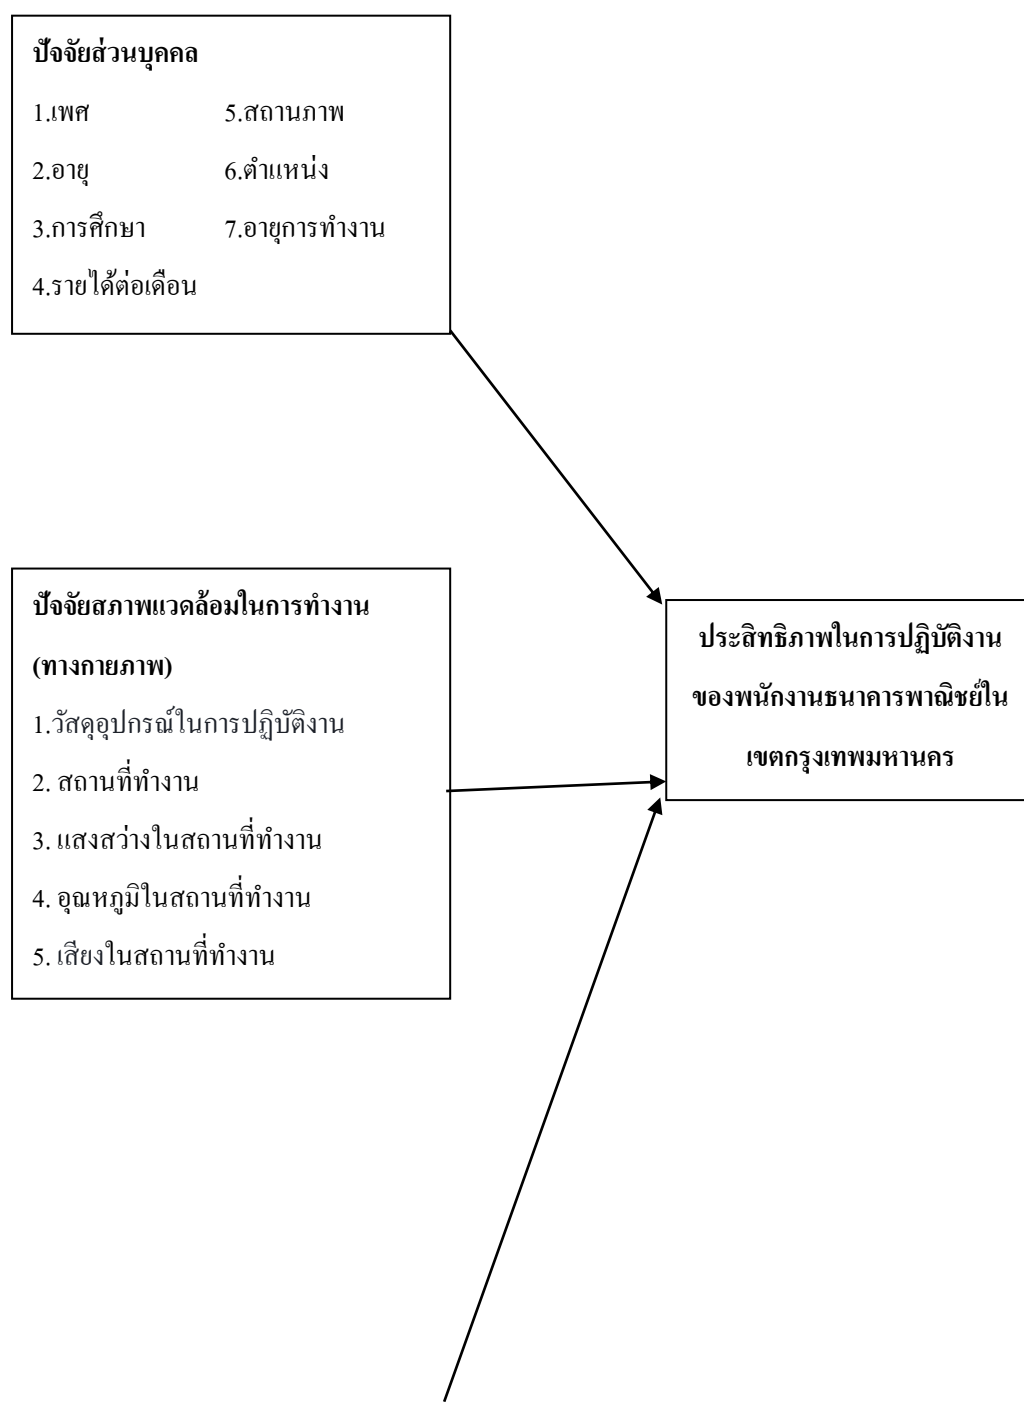 ปัจจัยส่วนบุคคล
1.เพศ 5.สถานภาพ
2.อายุ 6.ตำแหน่ง
3.การศึกษา 7.อายุการทำงาน
4.รายได้ต่อเดือน
ปัจจัยสภาพแวดล้อมในการทำงาน
(ทางกายภาพ)
1.วัสดุอุปกรณ์ในการปฏิบัติงาน
2. สถานที่ทำงาน
3. แสงสว่างในสถานที่ทำงาน
4. อุณหภูมิในสถานที่ทำงาน
5. เสียงในสถานที่ทำงาน
ประสิทธิภาพในการปฏิบัติงาน
ของพนักงานธนาคารพาณิชย์ใน
เขตกรุงเทพมหานคร